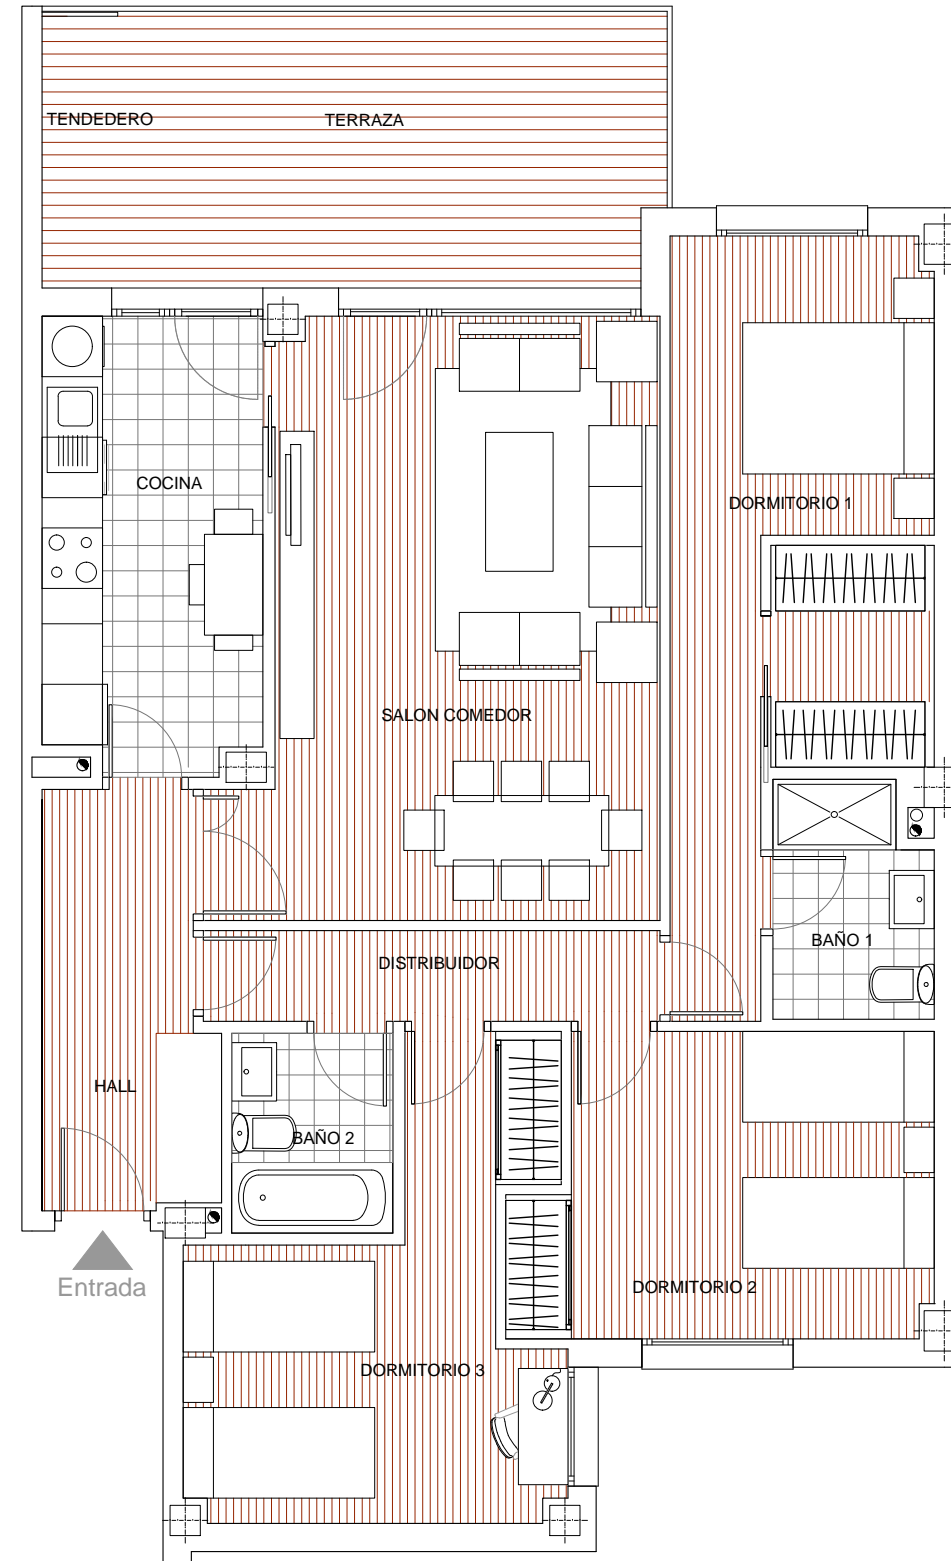 TENDEDERO
TERRAZA
COCINA
DORMITORIO 1
SALON COMEDOR
BAÑO 1
DISTRIBUIDOR
HALL
BAÑO 2
Entrada
DORMITORIO 2
DORMITORIO 3